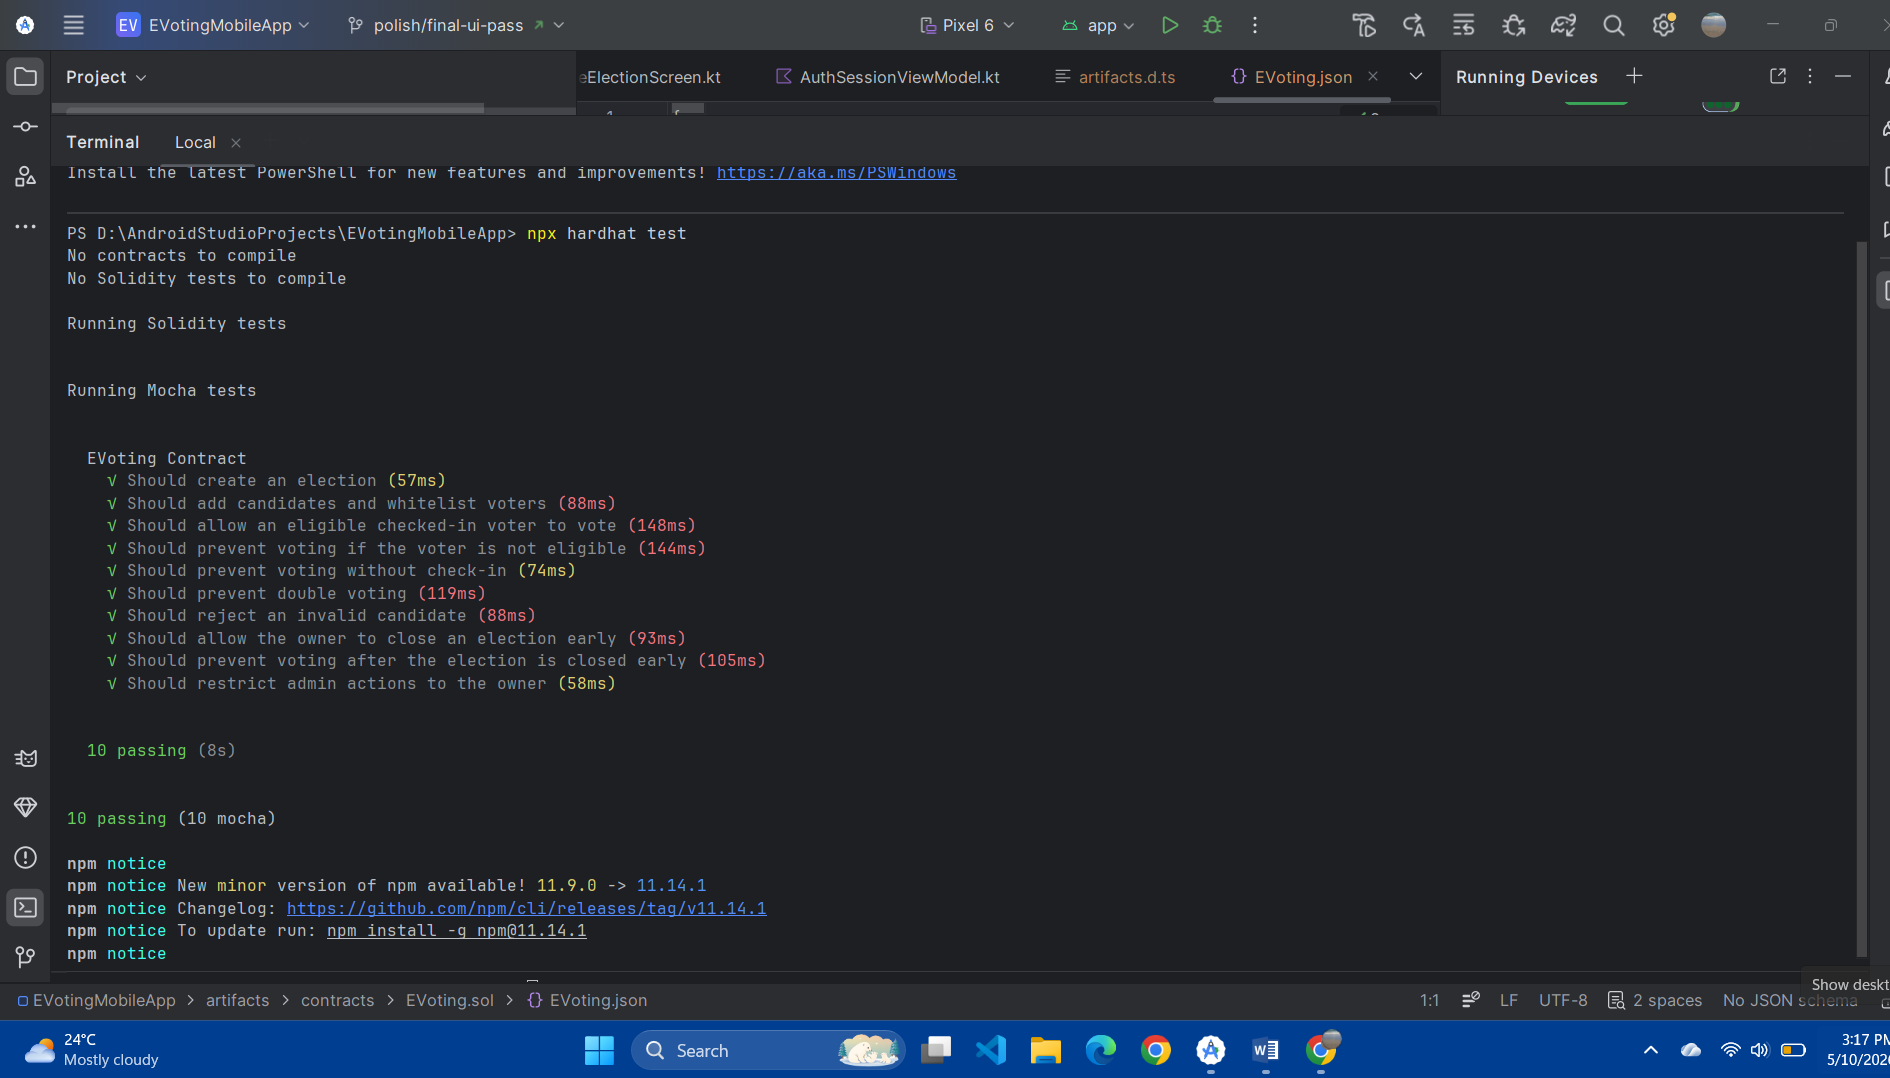 EV EVotingMobileApp polish/final-ui-pass Pixel 6 app
Project
eElectionScreen.kt AuthSessionViewModel.kt artifacts.d.ts {} EVoting.json Running Devices
Terminal Local
Install the latest PowerShell for new features and improvements! https://aka.ms/PSWindows
PS D:\AndroidStudioProjects\EVotingMobileApp> npx hardhat test
No contracts to compile
No Solidity tests to compile
Running Solidity tests
Running Mocha tests
EVoting Contract
√ Should create an election (57ms)
√ Should add candidates and whitelist voters (88ms)
√ Should allow an eligible checked-in voter to vote (148ms)
√ Should prevent voting if the voter is not eligible (144ms)
√ Should prevent voting without check-in (74ms)
√ Should prevent double voting (119ms)
√ Should reject an invalid candidate (88ms)
√ Should allow the owner to close an election early (93ms)
√ Should prevent voting after the election is closed early (105ms)
√ Should restrict admin actions to the owner (58ms)
10 passing (8s)
10 passing (10 mocha)
npm notice
npm notice New minor version of npm available! 11.9.0 -> 11.14.1
npm notice Changelog: https://github.com/npm/cli/releases/tag/v11.14.1
npm notice To update run: npm install -g npm@11.14.1
npm notice
Show deskt
EVotingMobileApp > artifacts > contracts > EVoting.sol > {} EVoting.json 1:1 LF UTF-8 2 spaces No JSON schema
24°C
Mostly cloudy
Search
3:17 PM
5/10/2026